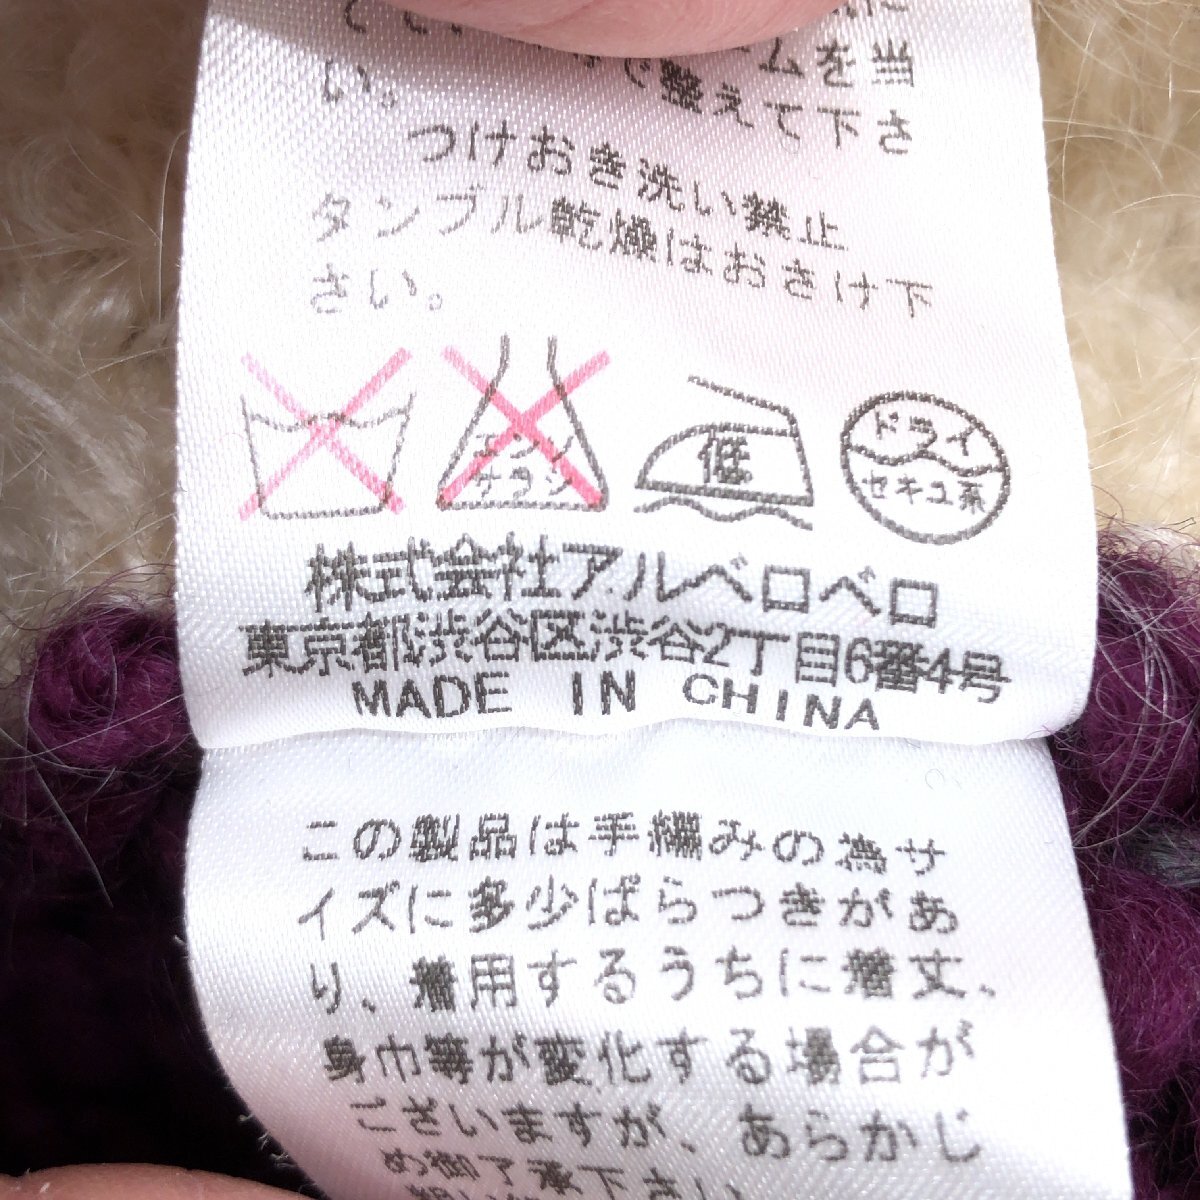 ムを当
い。 で整えて下さ
つけおき洗い禁止
タンブル乾燥はおさけ下
さい。
エンソ
サラシ
低
ドライ
セキユ系
株式会社アルベロベロ
東京都渋谷区渋谷2丁目6番4号
MADE IN CHINA
この製品は手編みの為サ
イズに多少ばらつきがあ
り、着用するうちに着丈、
身巾等が変化する場合が
ございますが、あらかじ
め御了承下さい。